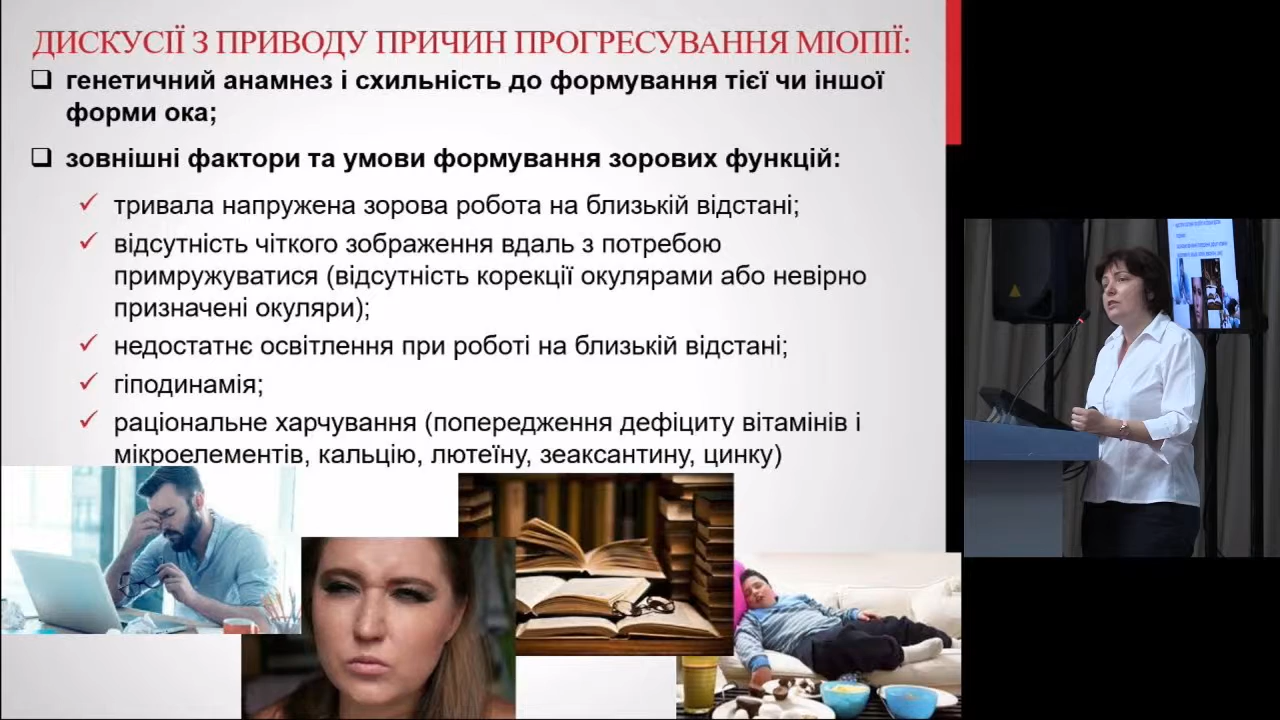 ДИСКУСІЇ З ПРИВОДУ ПРИЧИН ПРОГРЕСУВАННЯ МІОПІЇ:
генетичний анамнез і схильність до формування тієї чи іншої
форми ока;
зовнішні фактори та умови формування зорових функцій:
тривала напружена зорова робота на близькій відстані;
відсутність чіткого зображення вдаль з потребою
примружуватися (відсутність корекції окулярами або невірно
призначені окуляри);
недостатнє освітлення при роботі на близькій відстані;
гіподинамія;
раціональне харчування (попередження дефіциту вітамінів і
мікроелементів, кальцію, лютеїну, зеаксантину, цинку)